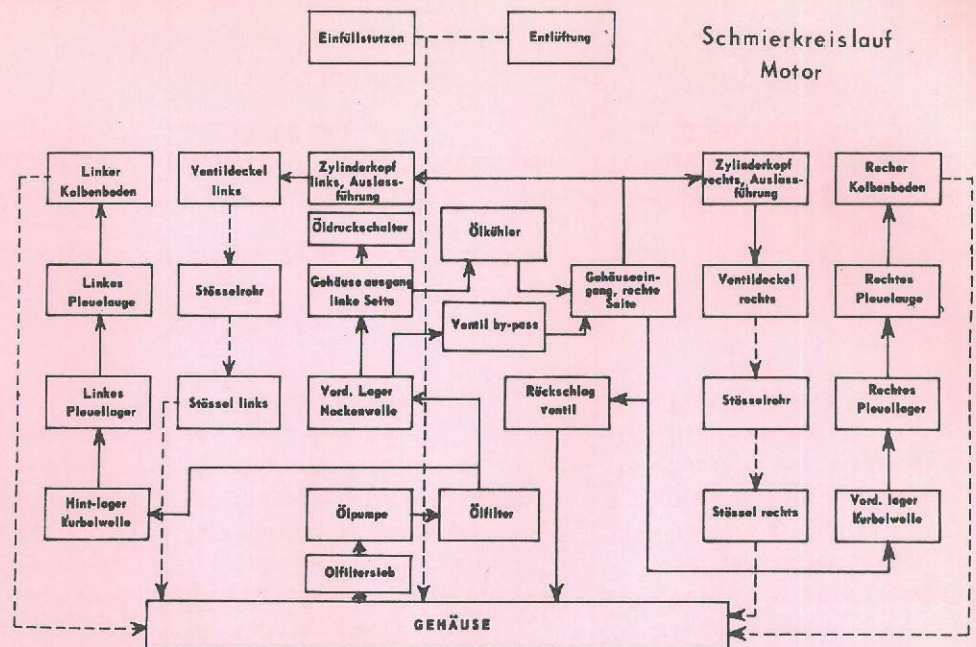 Einfüllstutzen
Entlüftung
Schmierkreislauf
Motor
Linker
Kolbenboden
Ventildeckel
links
Zylinderkopf
links, Auslass-
führung
Zylinderkopf
rechts, Auslass-
führung
Recher
Kolbenboden
Öldruckschalter
Ölkühler
Linkes
Pleuelauge
Stösselrohr
Gehäuse ausgang
linke Seite
Gehäuseein-
gang, rechte
Seite
Ventildeckel
rechts
Rechtes
Pleuelauge
Ventil by-pass
Linkes
Pleuellager
Stössel links
Vord. Lager
Nockenwelle
Rückschlag
ventil
Stösselrohr
Rechtes
Pleuellager
Hint-lager
Kurbelwelle
Ölpumpe
Ölfilter
Stössel rechts
Vord. lager
Kurbelwelle
Ölfiltersieb
GEHÄUSE